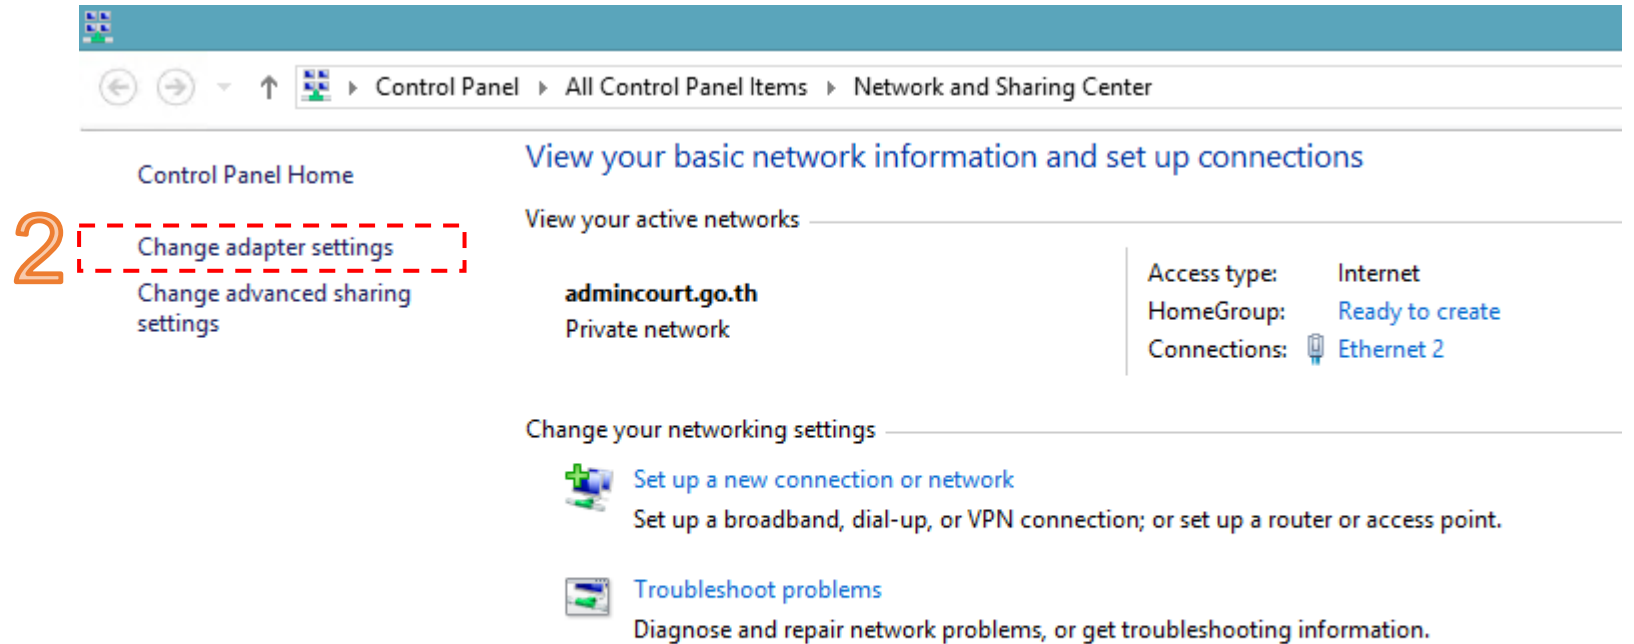 Control Panel All Control Panel Items Network and Sharing Center
Control Panel Home
2
Change adapter settings
Change advanced sharing
settings
View your basic network information and set up connections
View your active networks
admincourt.go.th
Private network
Access type: Internet
HomeGroup: Ready to create
Connections: Ethernet 2
Change your networking settings
Set up a new connection or network
Set up a broadband, dial-up, or VPN connection; or set up a router or access point.
Troubleshoot problems
Diagnose and repair network problems, or get troubleshooting information.